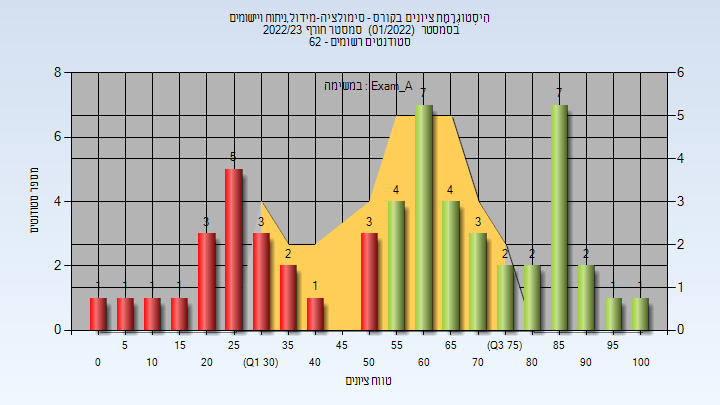 היסטוגרמת ציונים בקורס - סימולציה-מידול,ניתוח ויישומים
בסמסטר (01/2022) סמסטר חורף 2022/23
סטודנטים רשומים - 62
במשימה : Exam_A
מספר סטודנטים
8 6 4 2 0
6 5 4 3 2 1 0
1 1 1 1 3 5 3 2 1 3 4 7 4 3 2 2 7 2 1 1
5 15 25 35 45 55 65 (Q3 75) 85 95
0 10 20 (Q1 30) 40 50 60 70 80 90 100
טווח ציונים